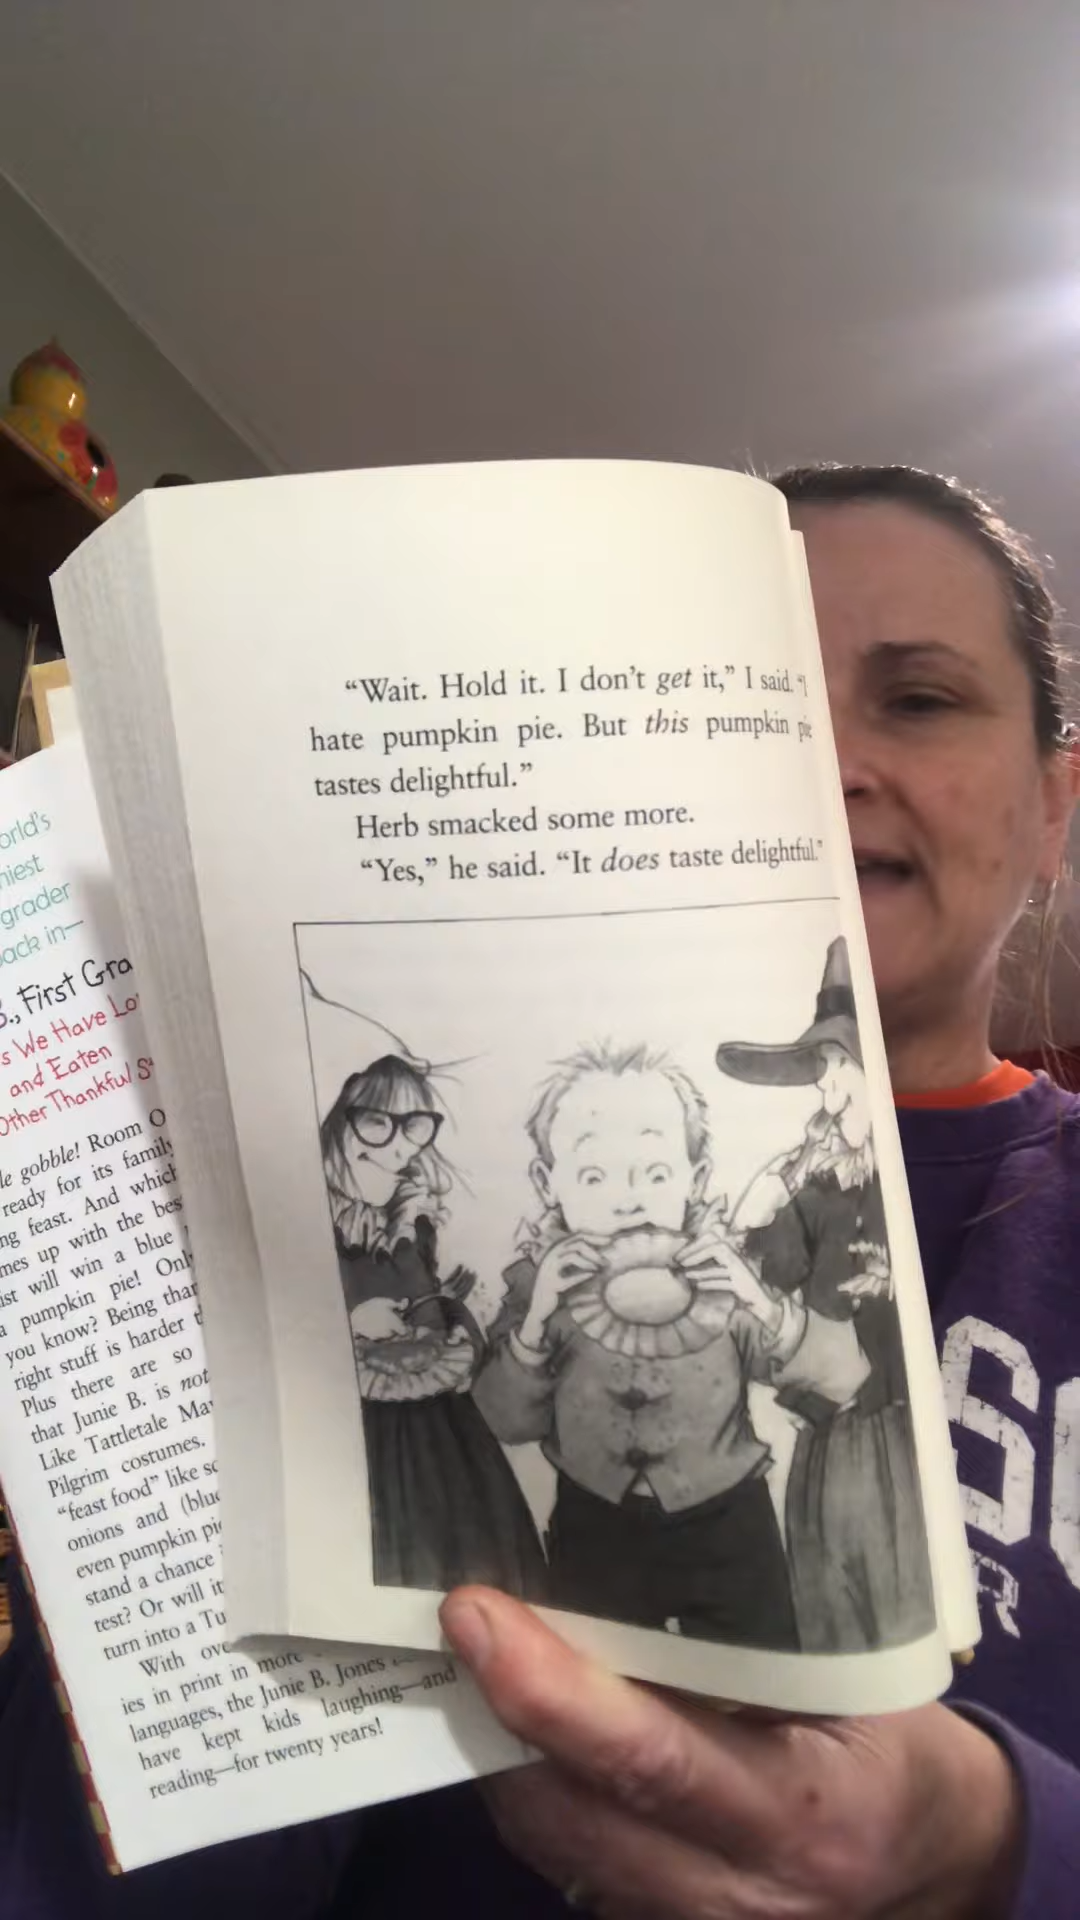 “Wait. Hold it. I don’t get it,” I said. “I
hate pumpkin pie. But this pumpkin pie
tastes delightful.”
Herb smacked some more.
“Yes,” he said. “It does taste delightful.”
orld’s
niest
grader
ack in—
B., First Gra
s We Have Lo
and Eaten
Other Thankful S
le gobble! Room O
ready for its family
ng feast. And which
mes up with the bes
ist will win a blue
a pumpkin pie! Onl
you know? Being than
right stuff is harder t
Plus there are so
that Junie B. is not
Like Tattletale May
Pilgrim costumes.
“feast food” like sc
onions and (blu
even pumpkin pi
stand a chance
test? Or will it
turn into a Tu
With ove
ies in print in more
languages, the Junie B. Jones
have kept kids laughing—and
reading—for twenty years!